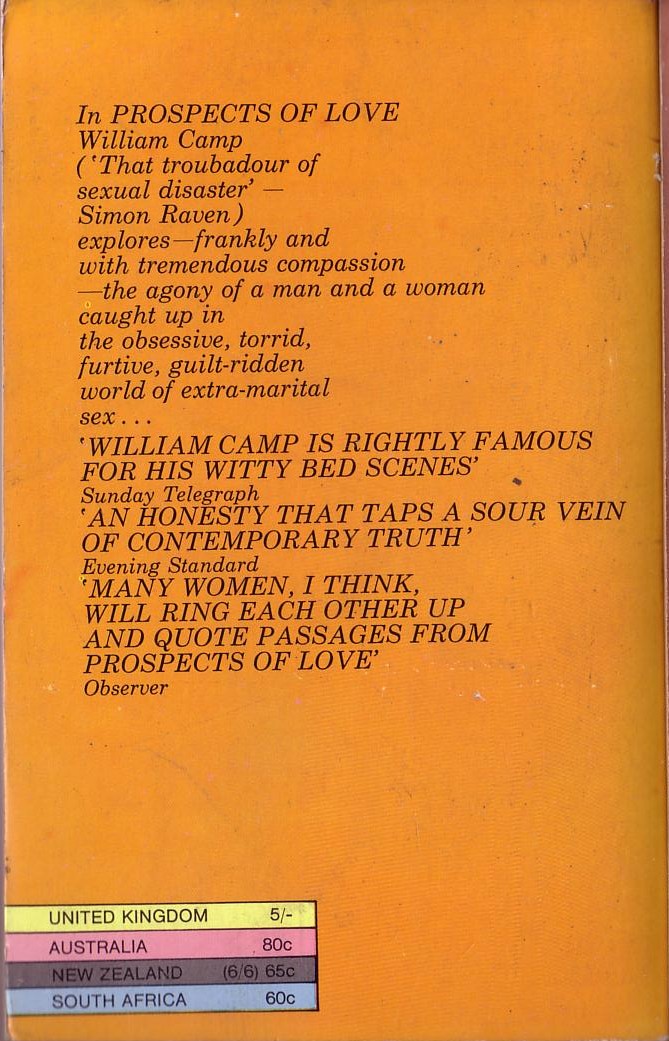 In PROSPECTS OF LOVE
William Camp
(‘That troubadour of
sexual disaster’ —
Simon Raven)
explores—frankly and
with tremendous compassion
—the agony of a man and a woman
caught up in
the obsessive, torrid,
furtive, guilt-ridden
world of extra-marital
sex...
‘WILLIAM CAMP IS RIGHTLY FAMOUS
FOR HIS WITTY BED SCENES’
Sunday Telegraph
‘AN HONESTY THAT TAPS A SOUR VEIN
OF CONTEMPORARY TRUTH’
Evening Standard
‘MANY WOMEN, I THINK,
WILL RING EACH OTHER UP
AND QUOTE PASSAGES FROM
PROSPECTS OF LOVE’
Observer
UNITED KINGDOM 5/-
AUSTRALIA 80c
NEW ZEALAND (6/6) 65c
SOUTH AFRICA 60c